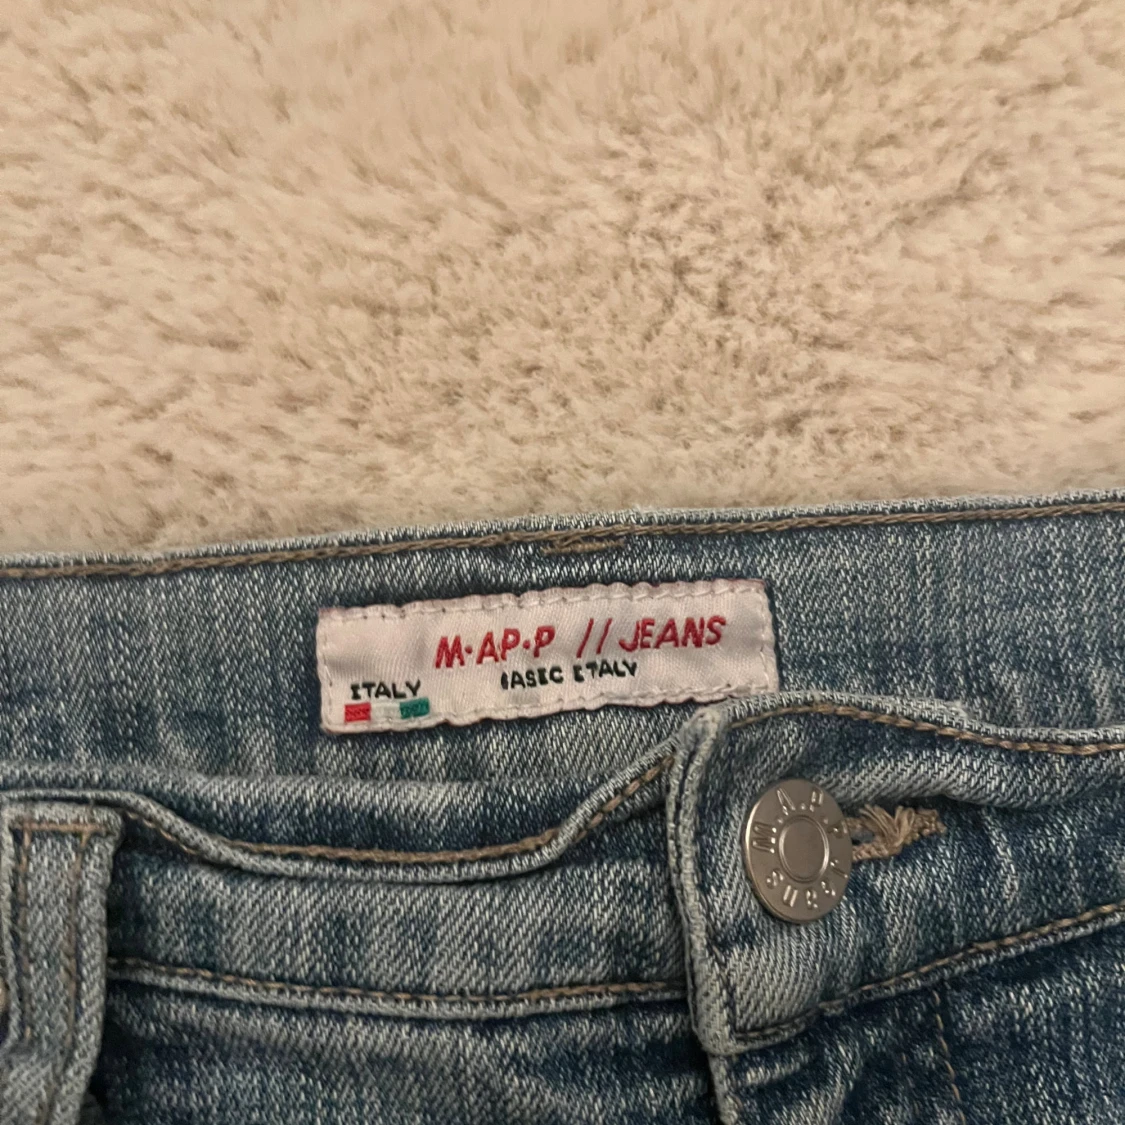 M·AP·P // JEANS
BASIC ITALY
ITALY
M.A.P.P